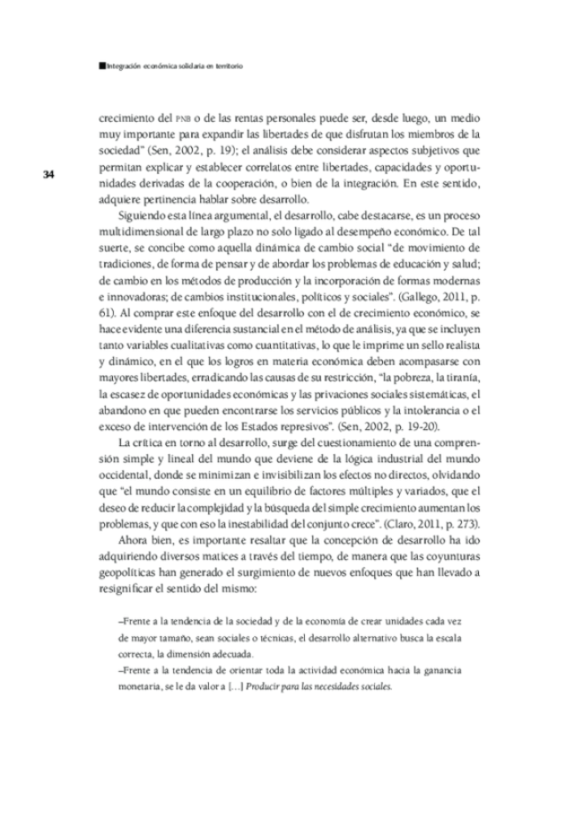 Integración económica solidaria en territorio
crecimiento del PNB o de las rentas personales puede ser, desde luego, un medio
muy importante para expandir las libertades de que disfrutan los miembros de la
sociedad” (Sen, 2002, p. 19); el análisis debe considerar aspectos subjetivos que
permitan explicar y establecer correlatos entre libertades, capacidades y oportu-
34
nidades derivadas de la cooperación, o bien de la integración. En este sentido,
adquiere pertinencia hablar sobre desarrollo.
Siguiendo esta línea argumental, el desarrollo, cabe destacarse, es un proceso
multidimensional de largo plazo no solo ligado al desempeño económico. De tal
suerte, se concibe como aquella dinámica de cambio social “de movimiento de
tradiciones, de forma de pensar y de abordar los problemas de educación y salud;
de cambio en los métodos de producción y la incorporación de formas modernas
e innovadoras; de cambios institucionales, políticos y sociales”. (Gallego, 2011, p.
61). Al comprar este enfoque del desarrollo con el de crecimiento económico, se
hace evidente una diferencia sustancial en el método de análisis, ya que se incluyen
tanto variables cualitativas como cuantitativas, lo que le imprime un sello realista
y dinámico, en el que los logros en materia económica deben acompasarse con
mayores libertades, erradicando las causas de su restricción, “la pobreza, la tiranía,
la escasez de oportunidades económicas y las privaciones sociales sistemáticas, el
abandono en que pueden encontrarse los servicios públicos y la intolerancia o el
exceso de intervención de los Estados represivos”. (Sen, 2002, p. 19-20).
La crítica en torno al desarrollo, surge del cuestionamiento de una compren-
sión simple y lineal del mundo que deviene de la lógica industrial del mundo
occidental, donde se minimizan e invisibilizan los efectos no directos, olvidando
que “el mundo consiste en un equilibrio de factores múltiples y variados, que el
deseo de reducir la complejidad y la búsqueda del simple crecimiento aumentan los
problemas, y que con eso la inestabilidad del conjunto crece”. (Claro, 2011, p. 273).
Ahora bien, es importante resaltar que la concepción de desarrollo ha ido
adquiriendo diversos matices a través del tiempo, de manera que las coyunturas
geopolíticas han generado el surgimiento de nuevos enfoques que han llevado a
resignificar el sentido del mismo:
–Frente a la tendencia de la sociedad y de la economía de crear unidades cada vez
de mayor tamaño, sean sociales o técnicas, el desarrollo alternativo busca la escala
correcta, la dimensión adecuada.
–Frente a la tendencia de orientar toda la actividad económica hacia la ganancia
monetaria, se le da valor a […] Producir para las necesidades sociales.